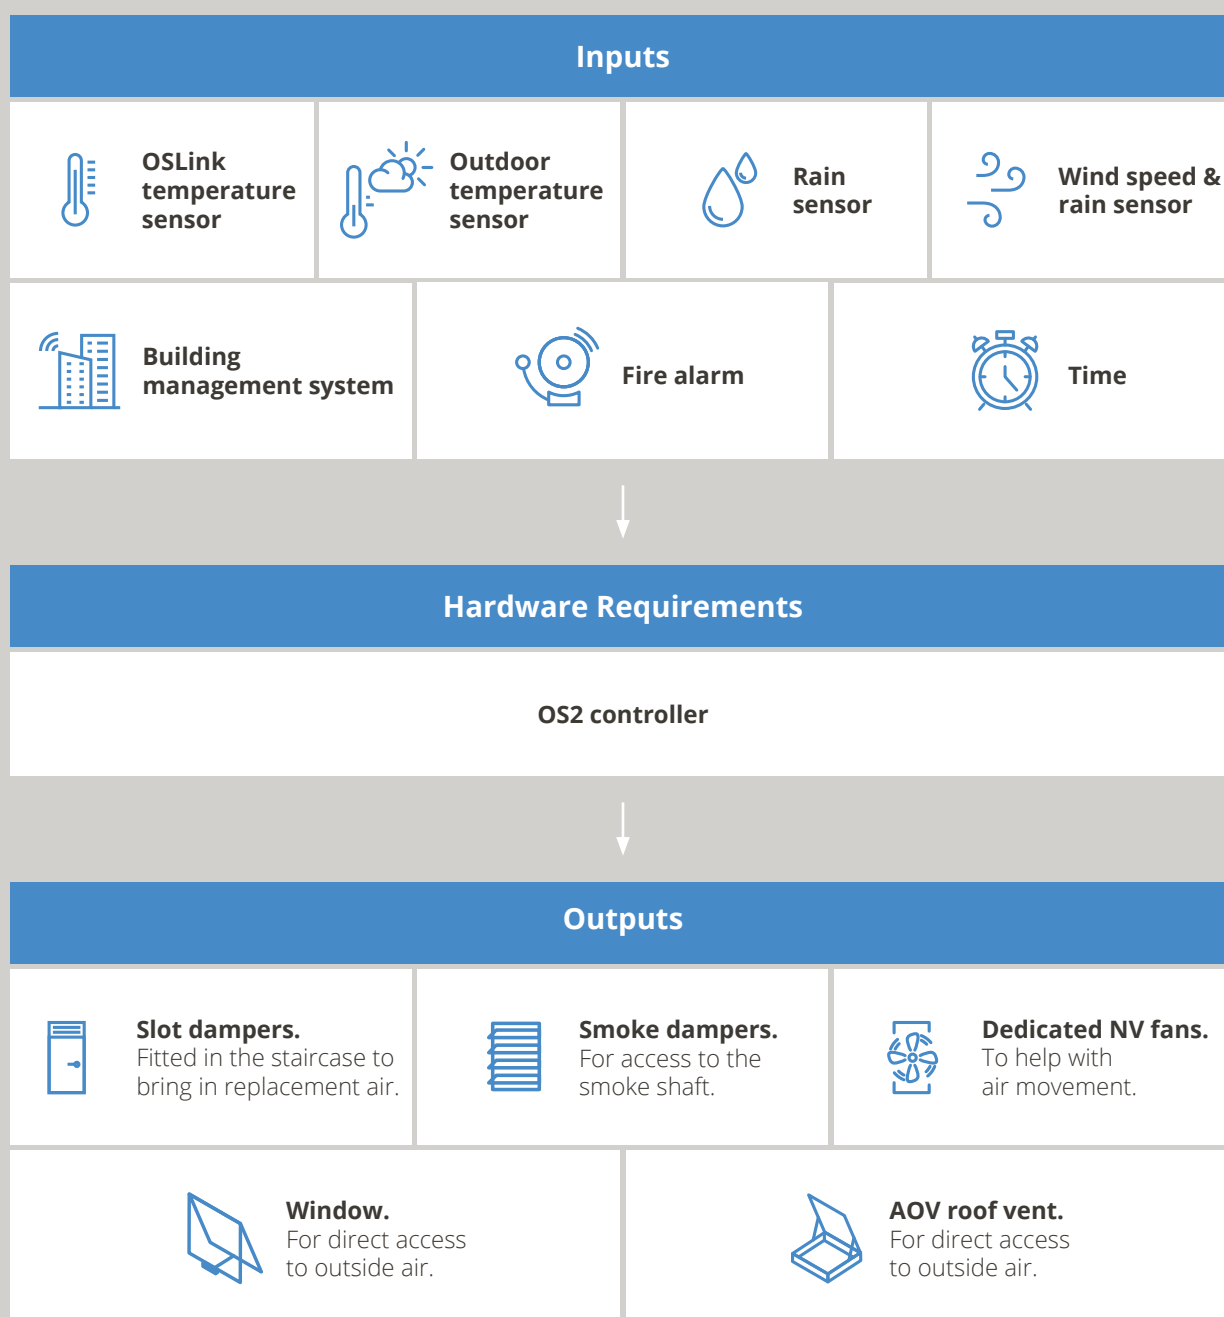 Inputs
OSLink
temperature
sensor
Outdoor
temperature
sensor
Rain
sensor
Wind speed &
rain sensor
Building
management system
Fire alarm
Time
Hardware Requirements
OS2 controller
Outputs
Slot dampers.
Fitted in the staircase to
bring in replacement air.
Smoke dampers.
For access to the
smoke shaft.
Dedicated NV fans.
To help with
air movement.
Window.
For direct access
to outside air.
AOV roof vent.
For direct access
to outside air.